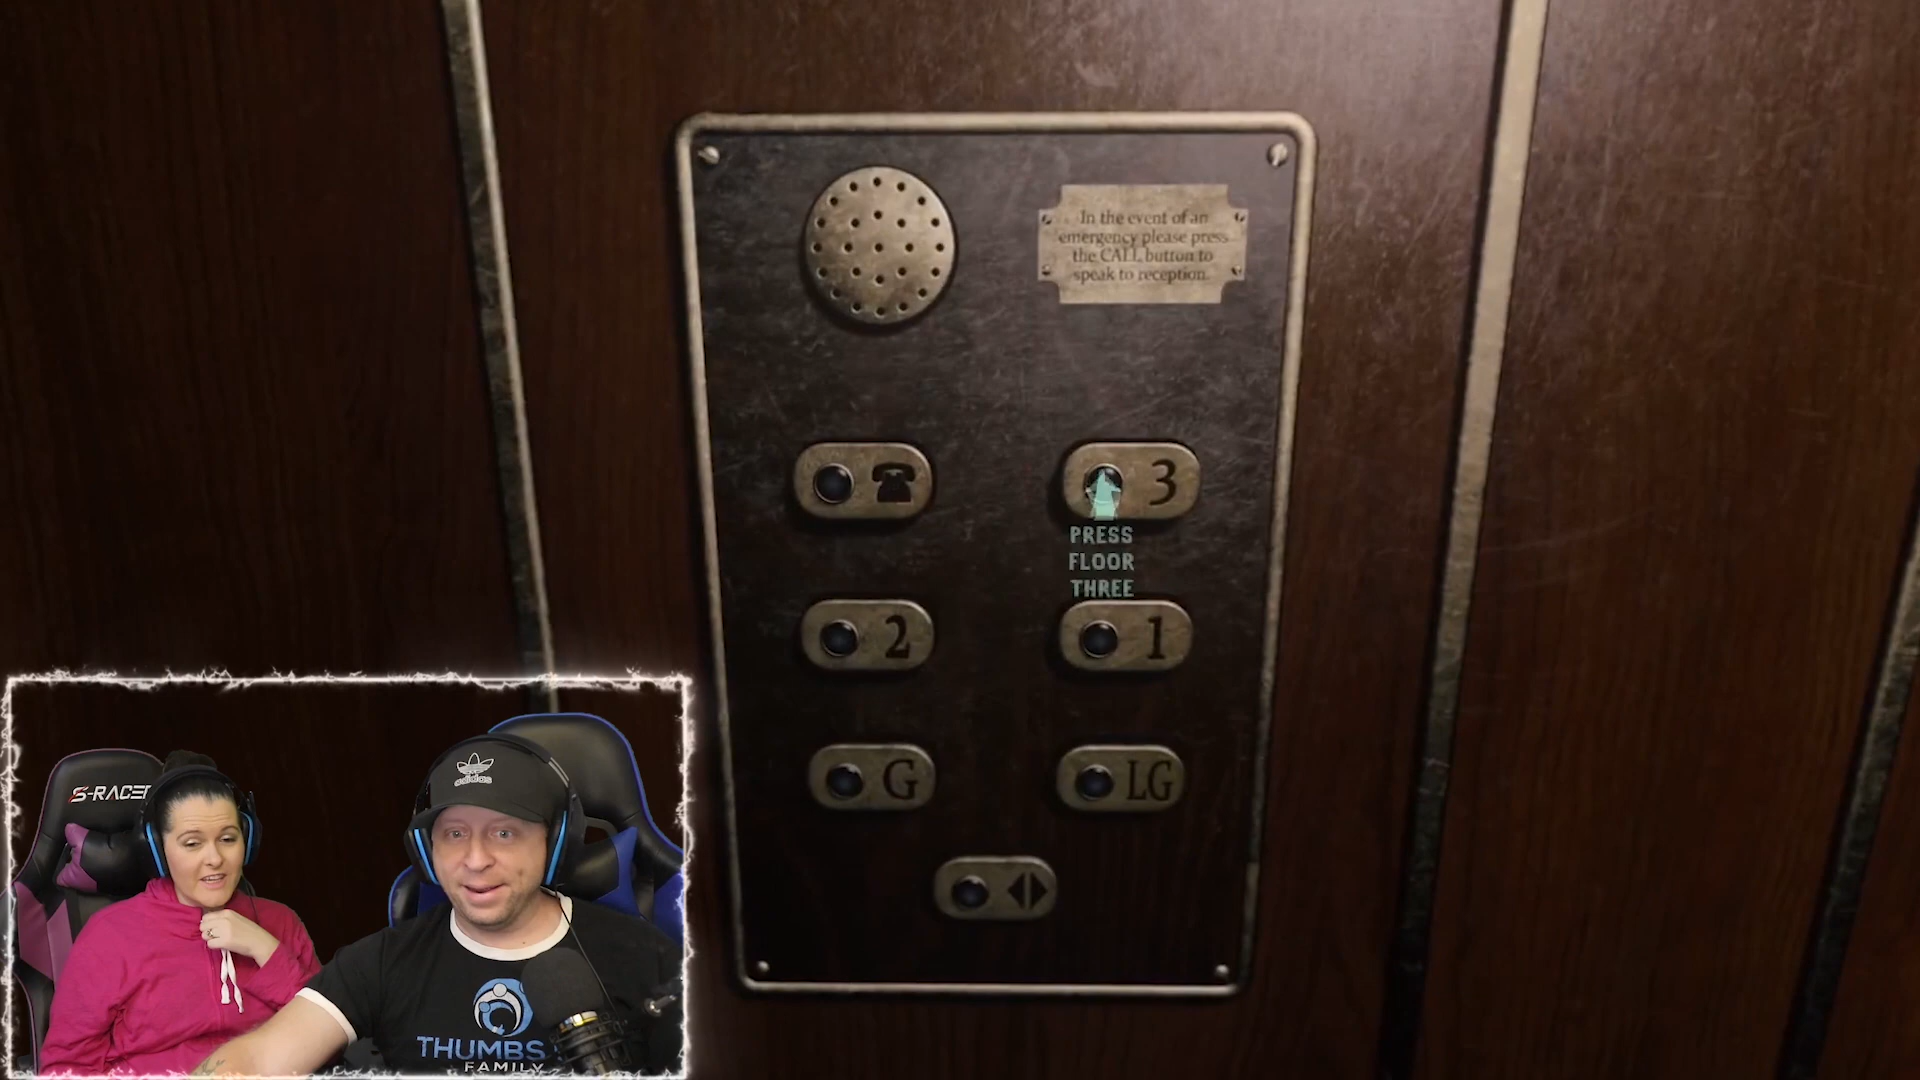 In the event of an
emergency please press
the CALL button to
speak to reception.
3
PRESS
FLOOR
THREE
2
1
G
LG
S-RACER
adidas
THUMBS
FAMILY